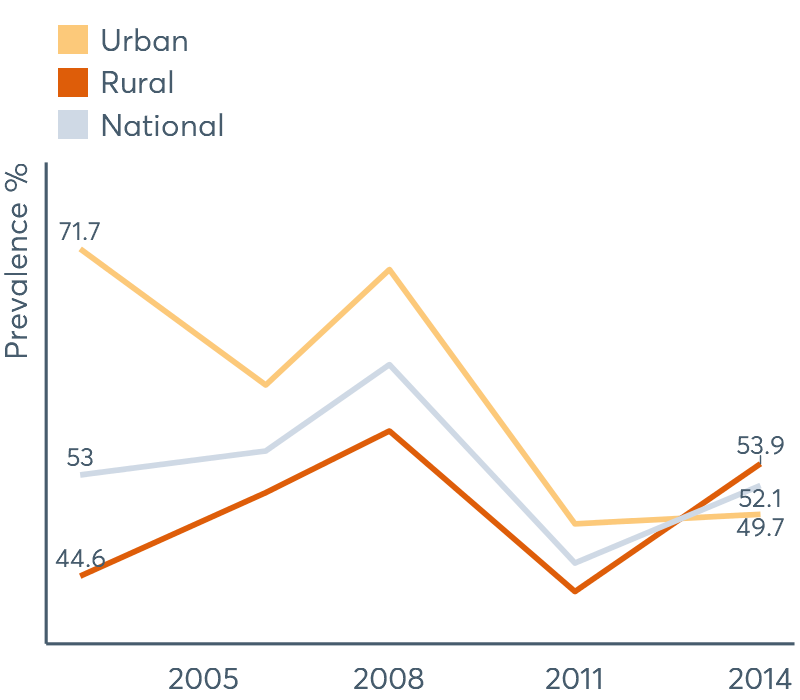 Urban
Rural
National
Prevalence %
71.7
53
44.6
53.9
52.1
49.7
2005
2008
2011
2014